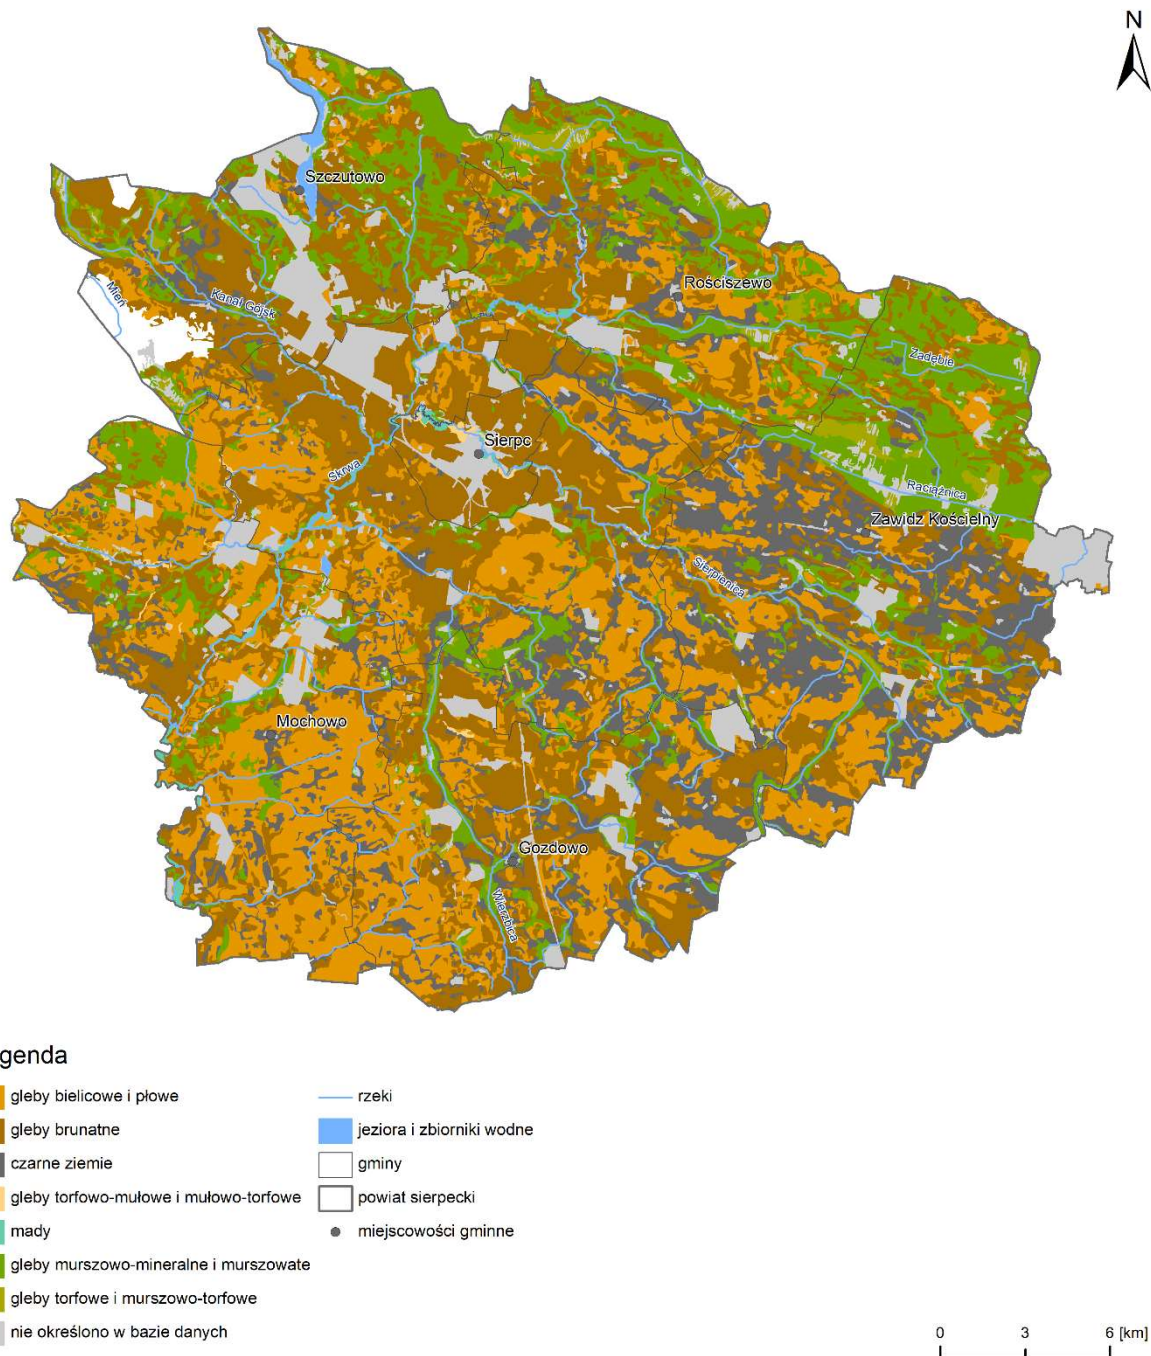 N
Szczutowo
Rościszewo
Mień
Kanał Gójsk
Zadębie
Sierpc
Skrwa
Raciążnica
Zawidz Kościelny
Sierpienica
Mochowo
Gozdowo
Wierzbica
genda
gleby bielicowe i płowe
gleby brunatne
czarne ziemie
gleby torfowo-mułowe i mułowo-torfowe
mady
gleby murszowo-mineralne i murszowate
gleby torfowe i murszowo-torfowe
nie określono w bazie danych
rzeki
jeziora i zbiorniki wodne
gminy
powiat sierpecki
miejscowości gminne
0 3 6 [km]